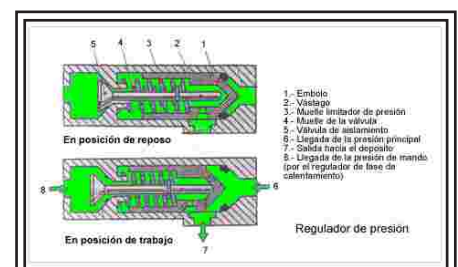 5 4 3 2 1
En posición de reposo
1.- Embolo
2.- Vástago
3.- Muelle limitador de presión
4.- Muelle de la válvula
5.- Válvula de aislamiento
6.- Llegada de la presión principal
7.- Salida hacia el depósito
8.- Llegada de la presión de mando
(por el regulador de fase de
calentamiento)
8
6
En posición de trabajo
7
Regulador de presión